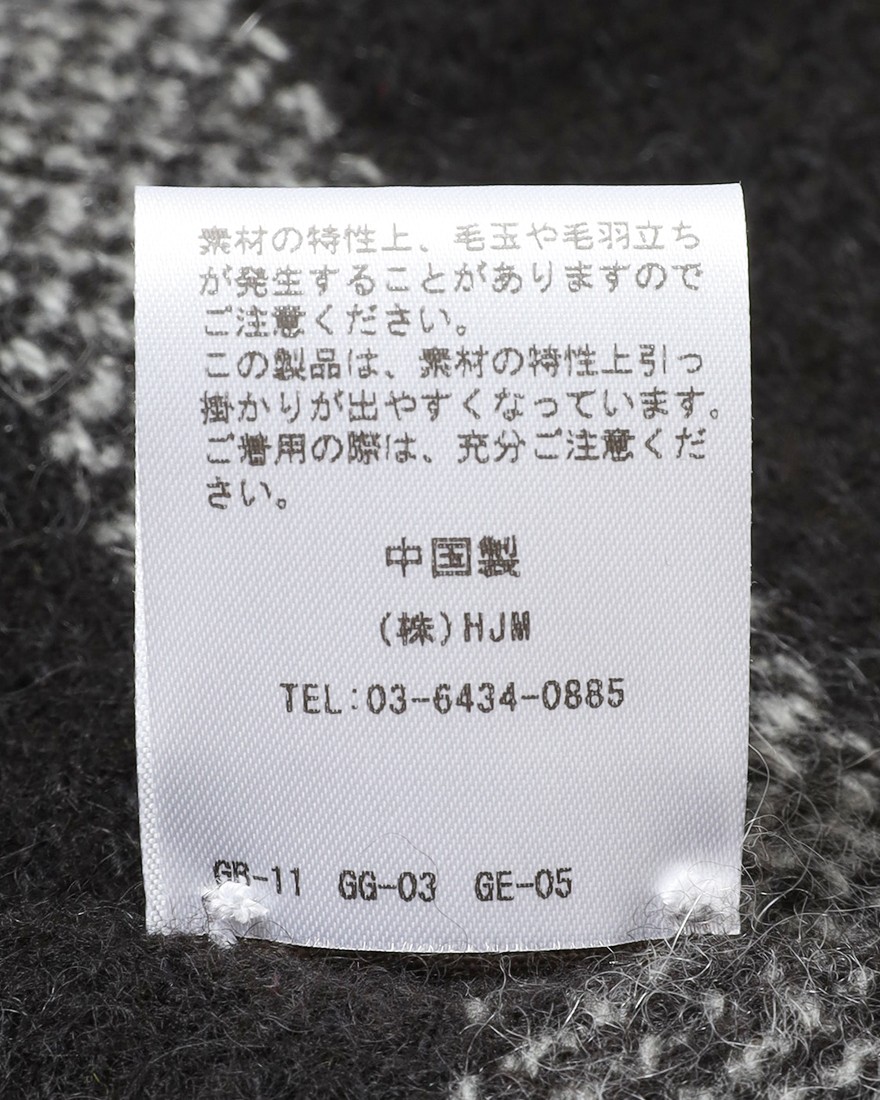 素材の特性上、毛玉や毛羽立ち
が発生することがありますので
ご注意ください。
この製品は、素材の特性上引っ
掛かりが出やすくなっています。
ご着用の際は、充分ご注意くだ
さい。
中国製
(株)HJM
TEL:03-6434-0885
GB-11 GG-03 GE-05